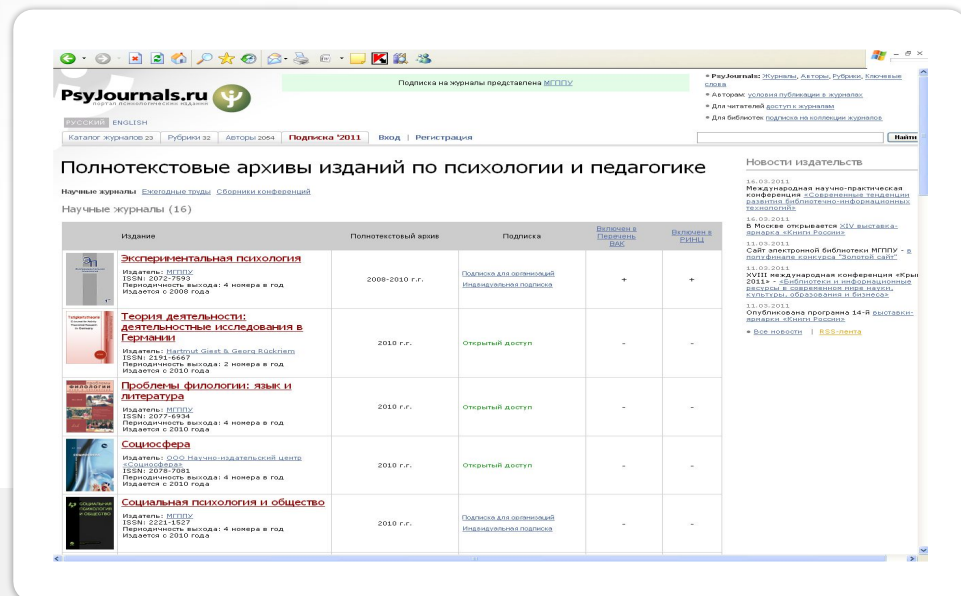 Подписка на журналы представлена МГППУ
PsyJournals.ru
портал психологических изданий
• PsyJournals: Журналы, Авторы, Рубрики, Ключевые
слова
• Авторам: условия публикации в журналах
• Для читателей доступ к журналам
• Для библиотек подписка на коллекции журналов
РУССКИЙ ENGLISH
Каталог журналов 23 Рубрики 32 Авторы 2054 Подписка '2011 Вход | Регистрация
Найти
Полнотекстовые архивы изданий по психологии и педагогике
Научные журналы Ежегодные труды Сборники конференций
Научные журналы (16)
Издание Полнотекстовый архив Подписка Включен в Перечень ВАК Включен в РИНЦ
Экспериментальная психология
Издатель: МГППУ
ISSN: 2072-7593
Периодичность выхода: 4 номера в год
Издается с 2008 года
2008-2010 г.г.
Подписка для организаций
Индивидуальная подписка
+ +
Теория деятельности:
деятельностные исследования в
Германии
Издатель: Hartmut Giest & Georg Rückriem
ISSN: 2191-6667
Периодичность выхода: 2 номера в год
Издается с 2010 года
2010 г.г.
Открытый доступ
- -
Проблемы филологии: язык и
литература
Издатель: МГППУ
ISSN: 2077-6934
Периодичность выхода: 4 номера в год
Издается с 2010 года
2010 г.г.
Открытый доступ
- -
Социосфера
Издатель: ООО Научно-издательский центр
«Социосфера»
ISSN: 2078-7081
Периодичность выхода: 4 номера в год
Издается с 2010 года
2010 г.г.
Открытый доступ
- -
Социальная психология и общество
Издатель: МГППУ
ISSN: 2221-1527
Периодичность выхода: 4 номера в год
Издается с 2010 года
2010 г.г.
Подписка для организаций
Индивидуальная подписка
- -
Новости издательств
16.03.2011
Международная научно-практическая
конференция «Современные тенденции
развития библиотечно-информационных
технологий»
16.03.2011
В Москве открывается XIV выставка-
ярмарка «Книги России»
11.03.2011
Сайт электронной библиотеки МГППУ - в
полуфинале конкурса "Золотой сайт"
11.03.2011
XVIII международная конференция «Крым
2011» - «Библиотеки и информационные
ресурсы в современном мире науки,
культуры, образования и бизнеса»
11.03.2011
Опубликована программа 14-й выставки-
ярмарки «Книги России»
• Все новости | RSS-лента